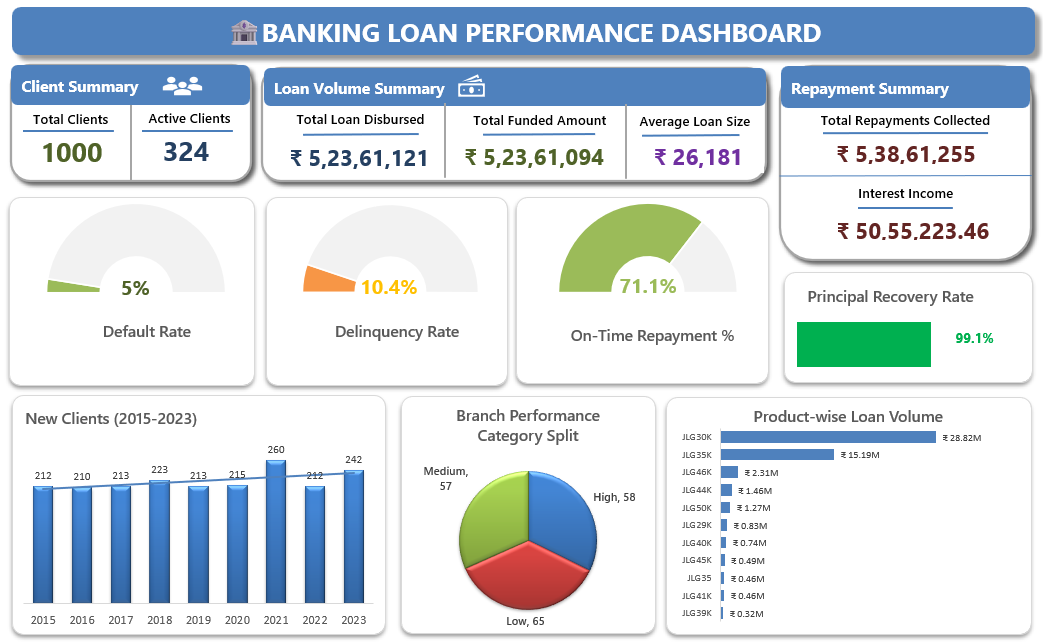 BANKING LOAN PERFORMANCE DASHBOARD
Client Summary
Total Clients
1000
Active Clients
324
Loan Volume Summary
Total Loan Disbursed
₹ 5,23,61,121
Total Funded Amount
₹ 5,23,61,094
Average Loan Size
₹ 26,181
Repayment Summary
Total Repayments Collected
₹ 5,38,61,255
Interest Income
₹ 50,55,223.46
5%
Default Rate
10.4%
Delinquency Rate
71.1%
On-Time Repayment %
Principal Recovery Rate
99.1%
New Clients (2015-2023)
212
210
213
223
213
215
260
212
242
2015
2016
2017
2018
2019
2020
2021
2022
2023
Branch Performance
Category Split
Medium,
57
High, 58
Low, 65
Product-wise Loan Volume
JLG30K ₹ 28.82M
JLG35K ₹ 15.19M
JLG46K ₹ 2.31M
JLG44K ₹ 1.46M
JLG50K ₹ 1.27M
JLG29K ₹ 0.83M
JLG40K ₹ 0.74M
JLG45K ₹ 0.49M
JLG35 ₹ 0.46M
JLG41K ₹ 0.46M
JLG39K ₹ 0.32M